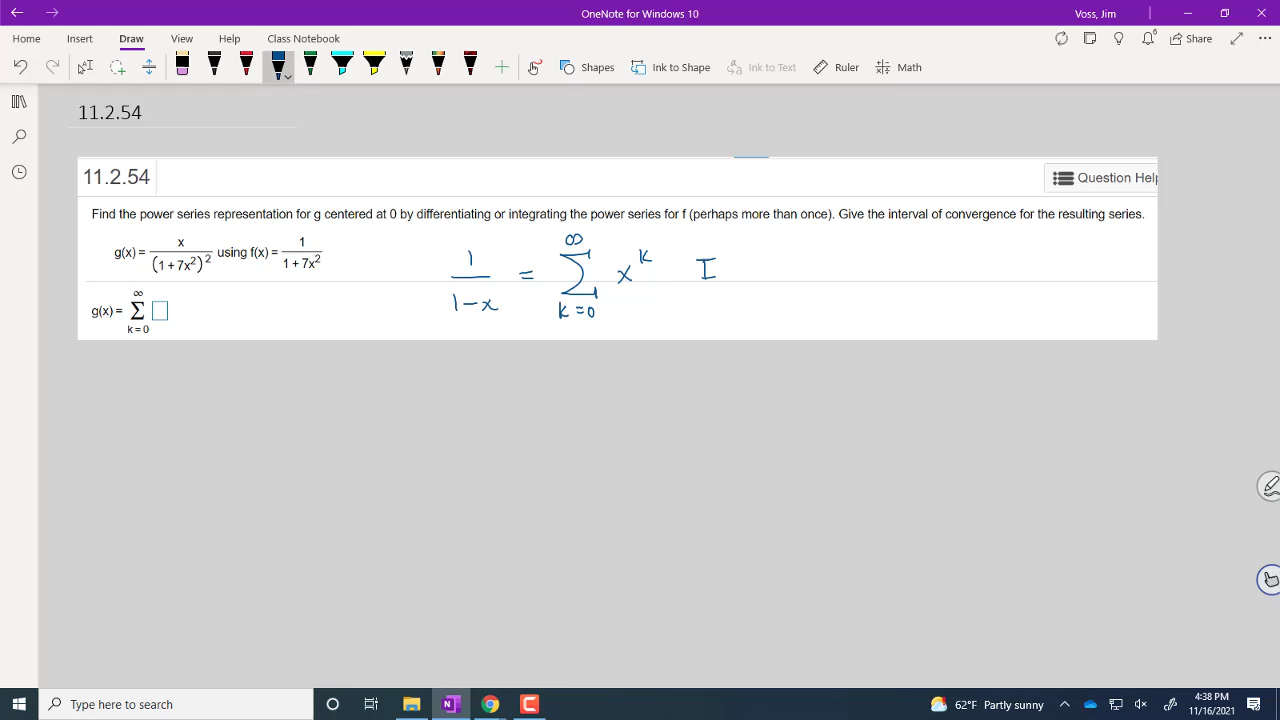 OneNote for Windows 10
Voss, Jim
Home Insert Draw View Help Class Notebook
Share
Shapes Ink to Shape Ink to Text Ruler Math
11.2.54
11.2.54
Question Help
Find the power series representation for g centered at 0 by differentiating or integrating the power series for f (perhaps more than once). Give the interval of convergence for the resulting series.
g(x) = x / (1 + 7x²)² using f(x) = 1 / 1 + 7x²
1 / 1 - x = ∞ Σ k = 0 x^k I
g(x) = ∞ Σ k = 0
Type here to search
62°F Partly sunny
4:38 PM
11/16/2021